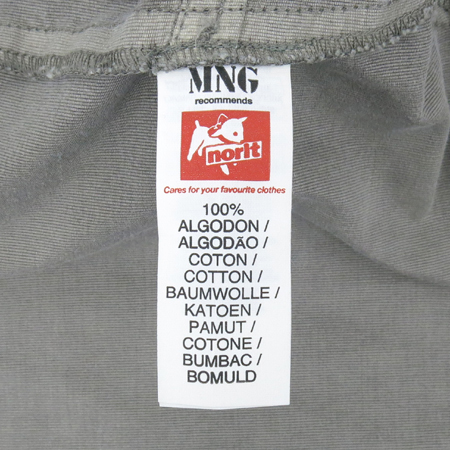 MNG
recommends
norit
Cares for your favourite clothes
100%
ALGODON /
ALGODÃO /
COTON /
COTTON /
BAUMWOLLE /
KATOEN /
PAMUT /
COTONE /
BUMBAC /
BOMULD